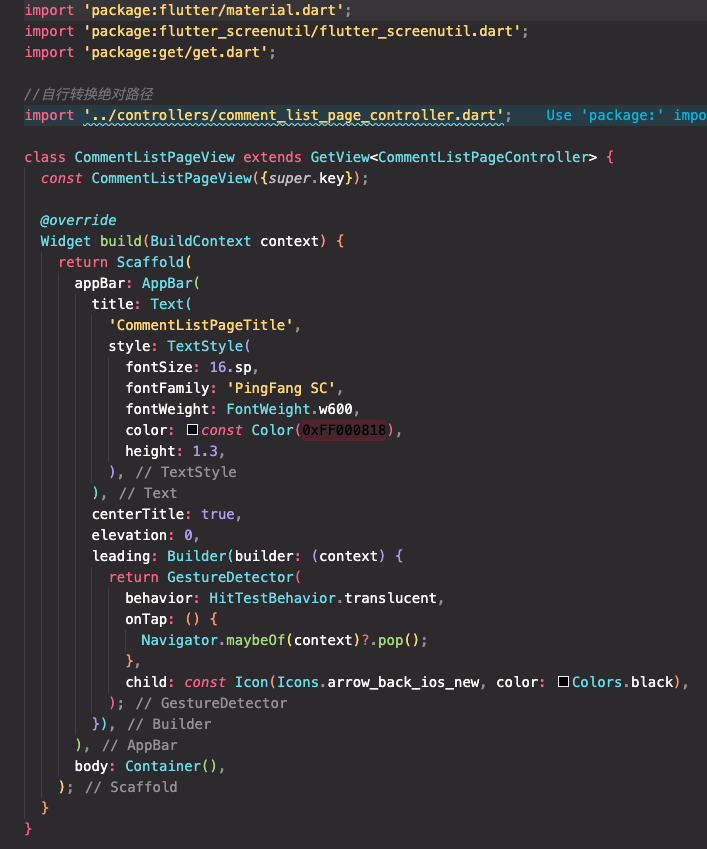 import 'package:flutter/material.dart';
import 'package:flutter_screenutil/flutter_screenutil.dart';
import 'package:get/get.dart';

//自行转换绝对路径
import '../controllers/comment_list_page_controller.dart';    Use 'package:' impo

class CommentListPageView extends GetView<CommentListPageController> {
  const CommentListPageView({super.key});

  @override
  Widget build(BuildContext context) {
    return Scaffold(
      appBar: AppBar(
        title: Text(
          'CommentListPageTitle',
          style: TextStyle(
            fontSize: 16.sp,
            fontFamily: 'PingFang SC',
            fontWeight: FontWeight.w600,
            color: const Color(0xFF000818),
            height: 1.3,
          ), // TextStyle
        ), // Text
        centerTitle: true,
        elevation: 0,
        leading: Builder(builder: (context) {
          return GestureDetector(
            behavior: HitTestBehavior.translucent,
            onTap: () {
              Navigator.maybeOf(context)?.pop();
            },
            child: const Icon(Icons.arrow_back_ios_new, color: Colors.black),
          ); // GestureDetector
        }), // Builder
      ), // AppBar
      body: Container(),
    ); // Scaffold
  }
}